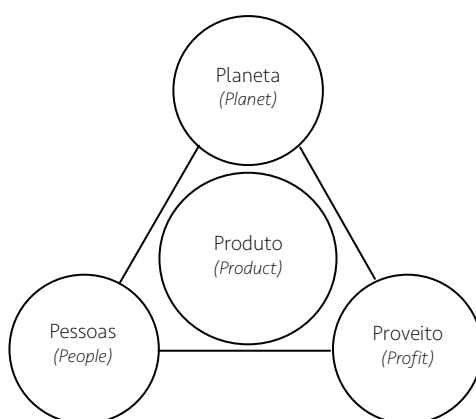 Planeta
(Planet)
Produto
(Product)
Pessoas
(People)
Proveito
(Profit)